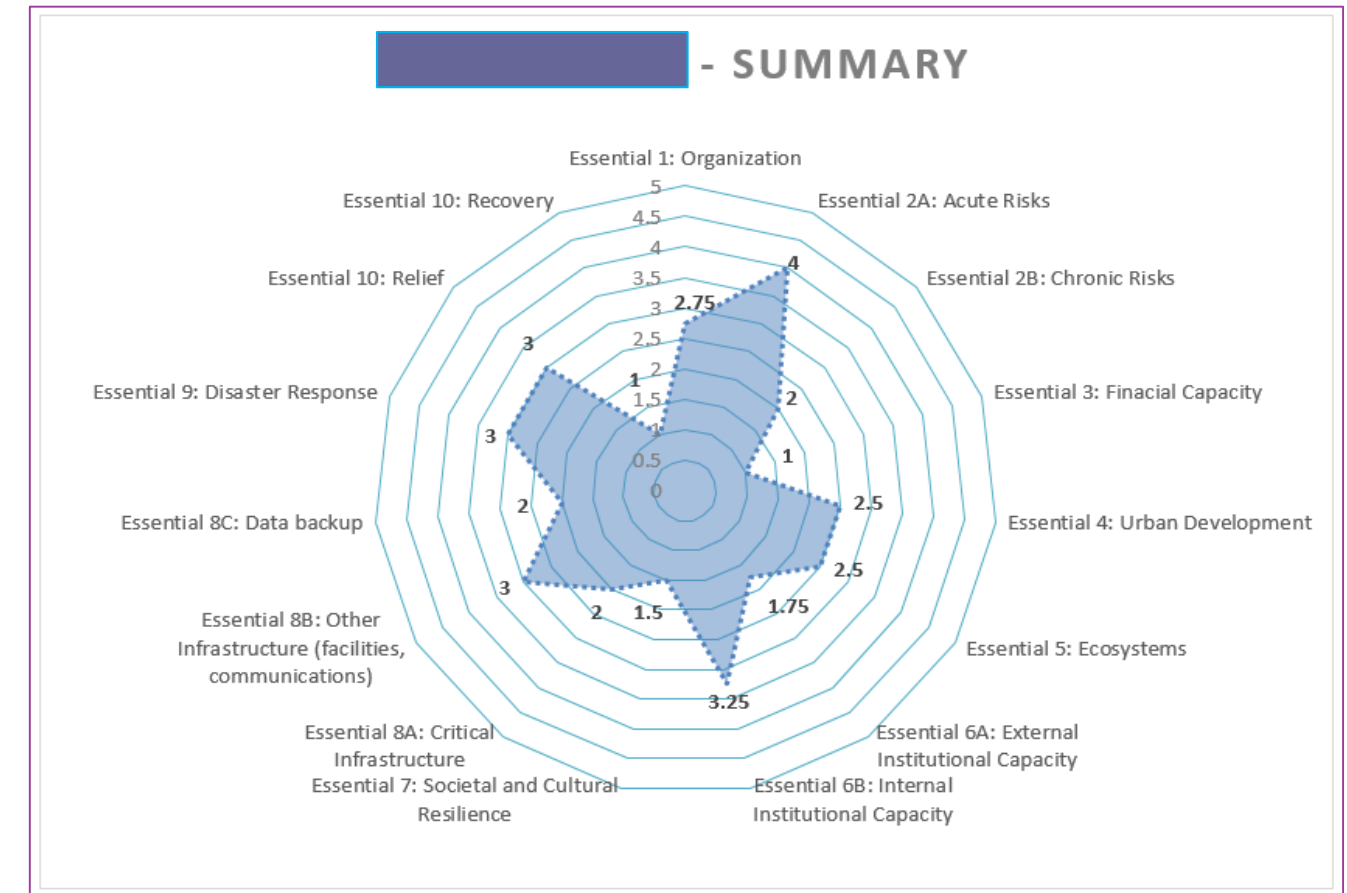 - SUMMARY
Essential 1: Organization
Essential 2A: Acute Risks
Essential 2B: Chronic Risks
Essential 3: Finacial Capacity
Essential 4: Urban Development
Essential 5: Ecosystems
Essential 6A: External
Institutional Capacity
Essential 6B: Internal
Institutional Capacity
Essential 7: Societal and Cultural
Resilience
Essential 8A: Critical
Infrastructure
Essential 8B: Other
Infrastructure (facilities,
communications)
Essential 8C: Data backup
Essential 9: Disaster Response
Essential 10: Relief
Essential 10: Recovery
5
4.5
4
3.5
3
2.5
2
1.5
1
0.5
0
2.75
4
2
1
2.5
2.5
1.75
3.25
1.5
2
3
2
3
3
1